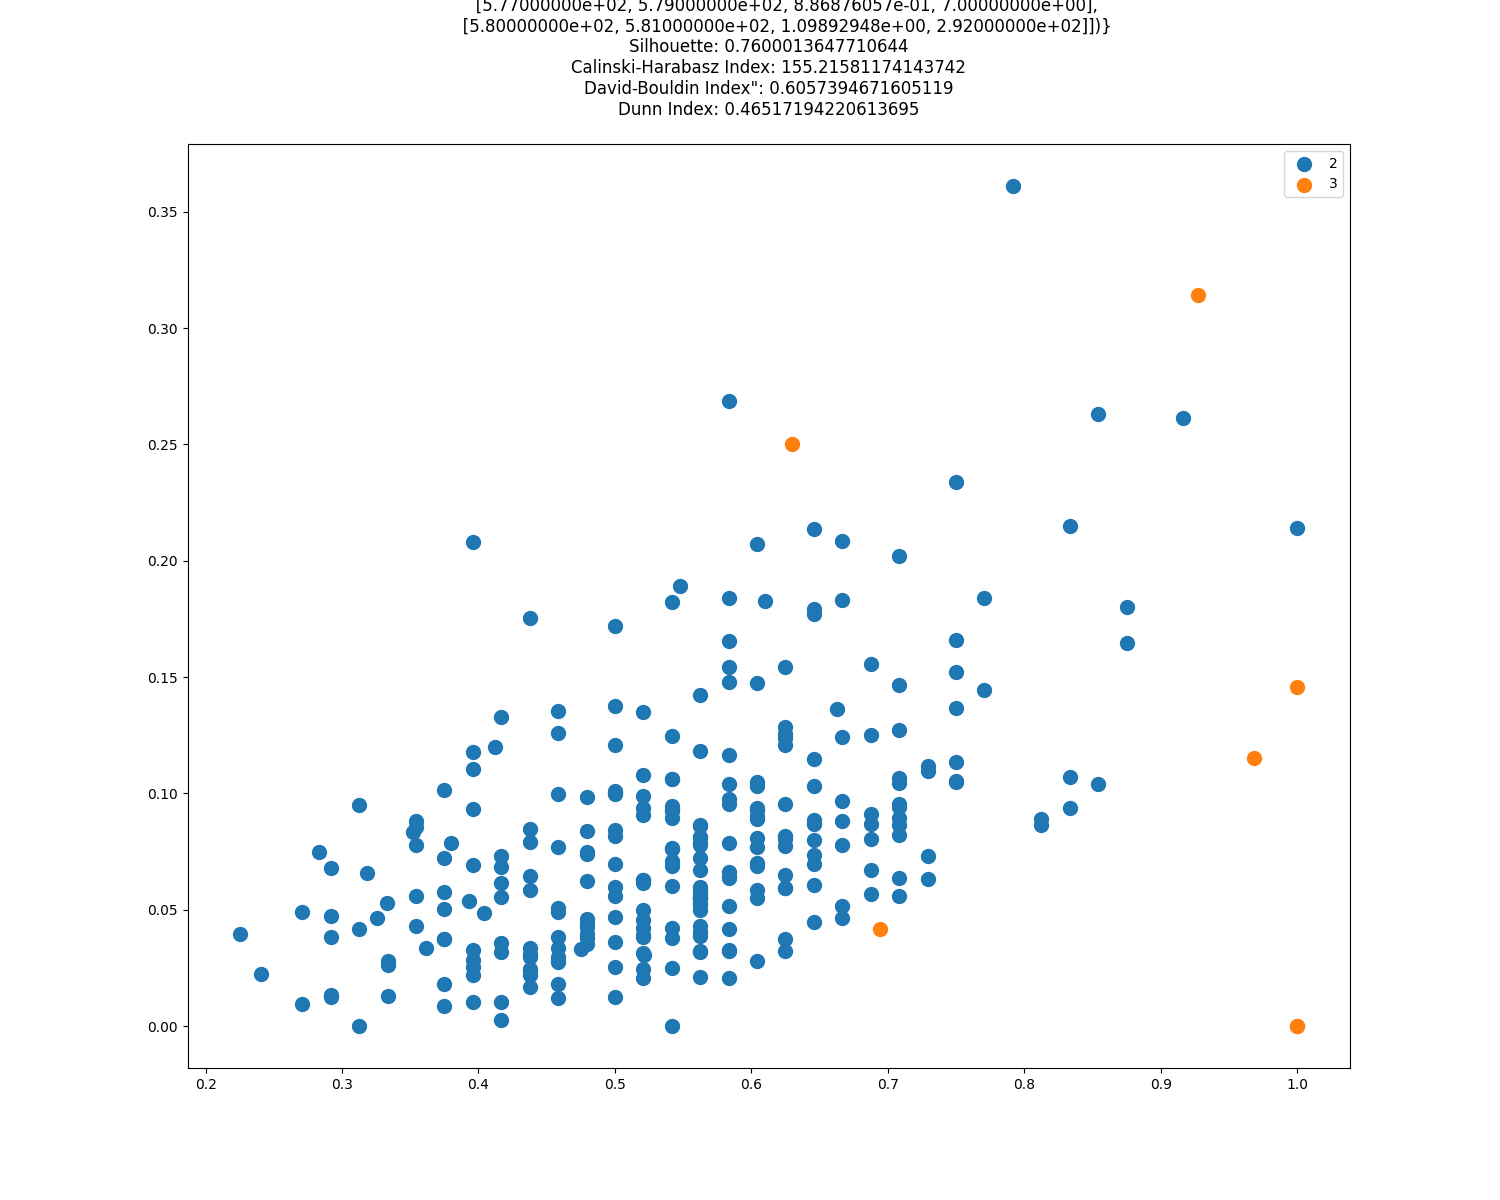 [5.77000000e+02, 5.79000000e+02, 8.86876057e-01, 7.00000000e+00],
[5.80000000e+02, 5.81000000e+02, 1.09892948e+00, 2.92000000e+02]])}
Silhouette: 0.7600013647710644
Calinski-Harabasz Index: 155.21581174143742
David-Bouldin Index": 0.6057394671605119
Dunn Index: 0.46517194220613695
2
3
0.35
0.30
0.25
0.20
0.15
0.10
0.05
0.00
0.2 0.3 0.4 0.5 0.6 0.7 0.8 0.9 1.0